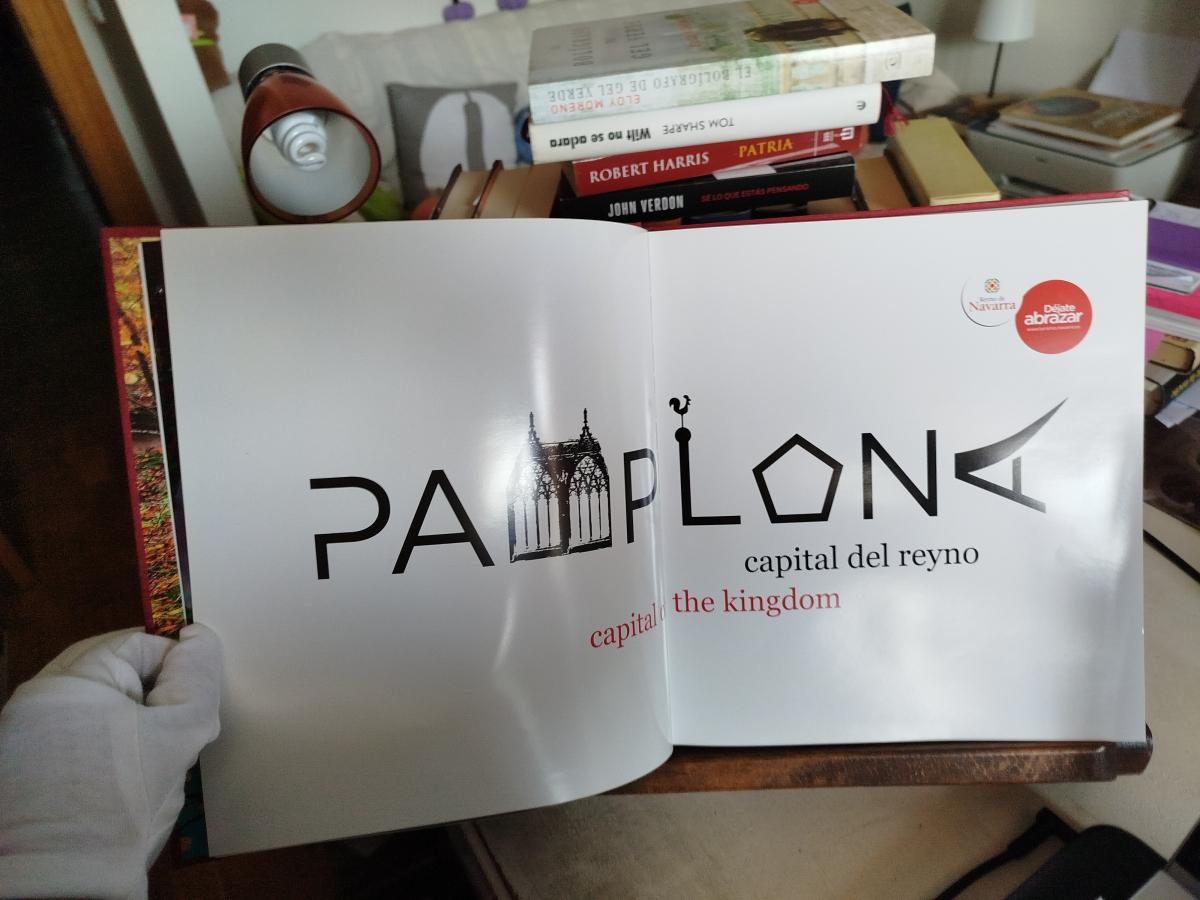 EL BOLÍGRAFO DE GEL VERDE
ELOY MORENO
TOM SHARPE
Wilt no se aclara
ROBERT HARRIS PATRIA
JOHN VERDON SÉ LO QUE ESTÁS PENSANDO
Reyno de
Navarra
Déjate
abrazar
PAMPLONA
capital del reyno
capital the kingdom